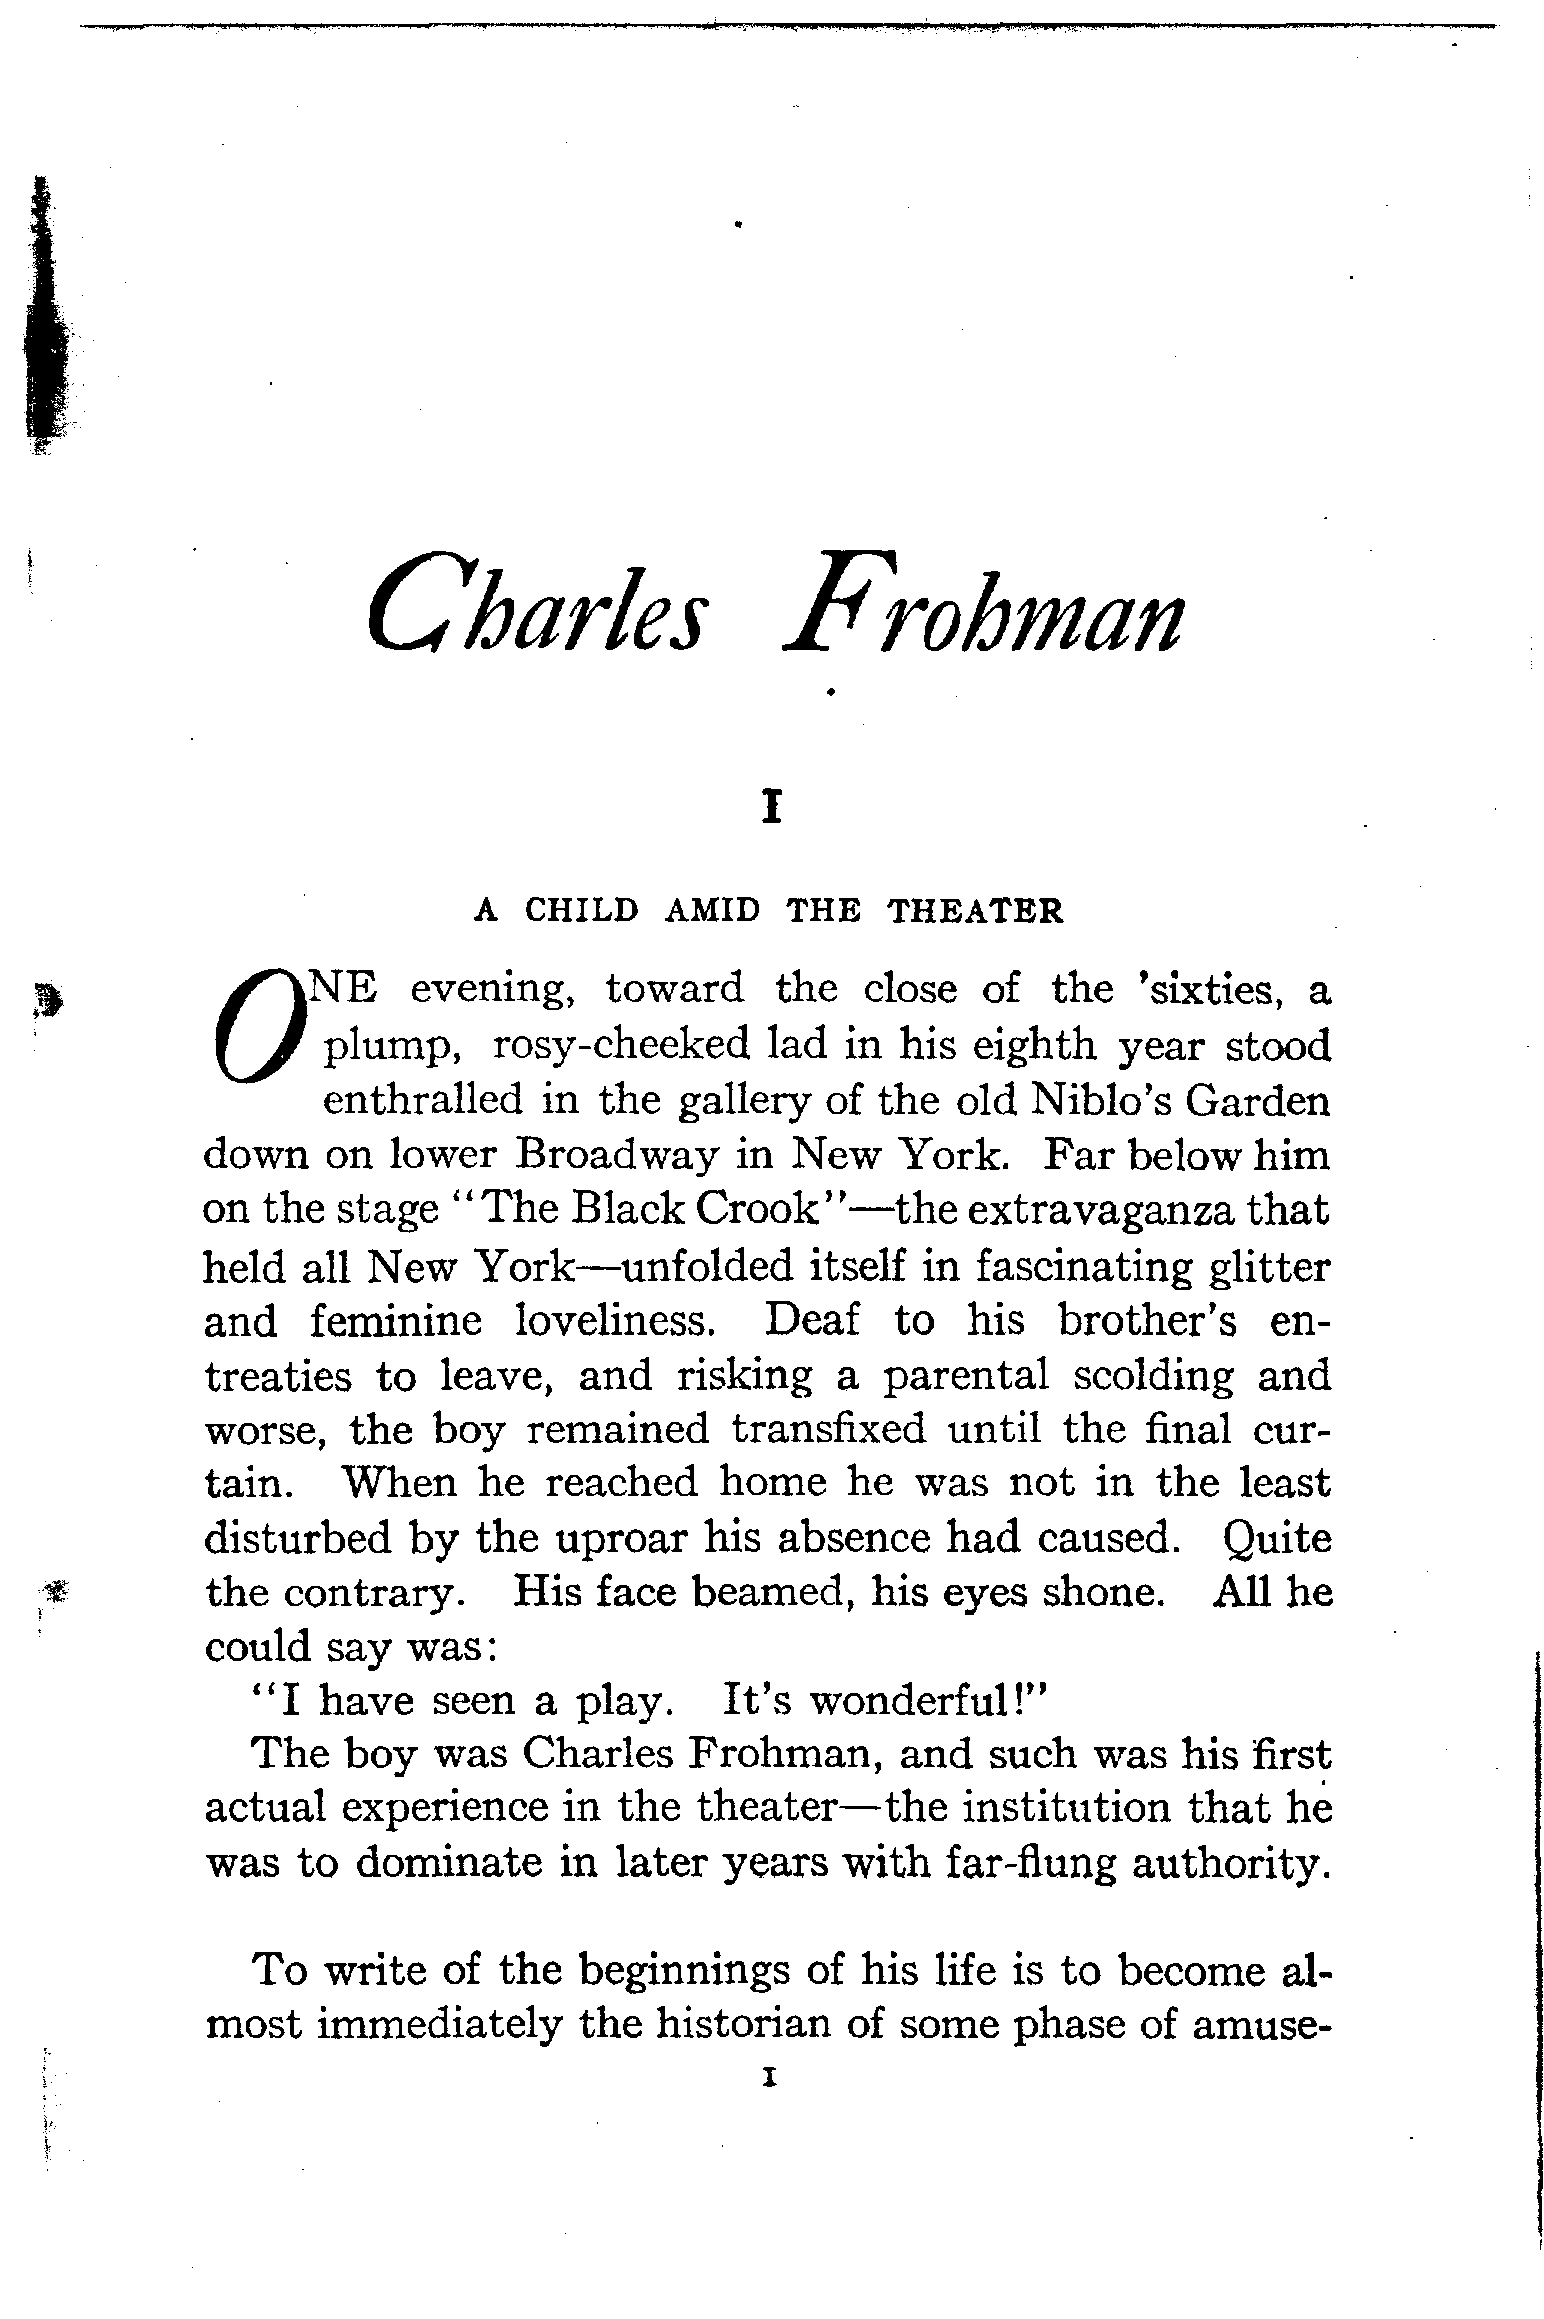 Charles Frohman
I
A CHILD AMID THE THEATER
ONE evening, toward the close of the 'sixties, a
plump, rosy-cheeked lad in his eighth year stood
enthralled in the gallery of the old Niblo's Garden
down on lower Broadway in New York. Far below him
on the stage "The Black Crook"—the extravaganza that
held all New York—unfolded itself in fascinating glitter
and feminine loveliness. Deaf to his brother's en-
treaties to leave, and risking a parental scolding and
worse, the boy remained transfixed until the final cur-
tain. When he reached home he was not in the least
disturbed by the uproar his absence had caused. Quite
the contrary. His face beamed, his eyes shone. All he
could say was:
"I have seen a play. It's wonderful!"
The boy was Charles Frohman, and such was his first
actual experience in the theater—the institution that he
was to dominate in later years with far-flung authority.
To write of the beginnings of his life is to become al-
most immediately the historian of some phase of amuse-
1